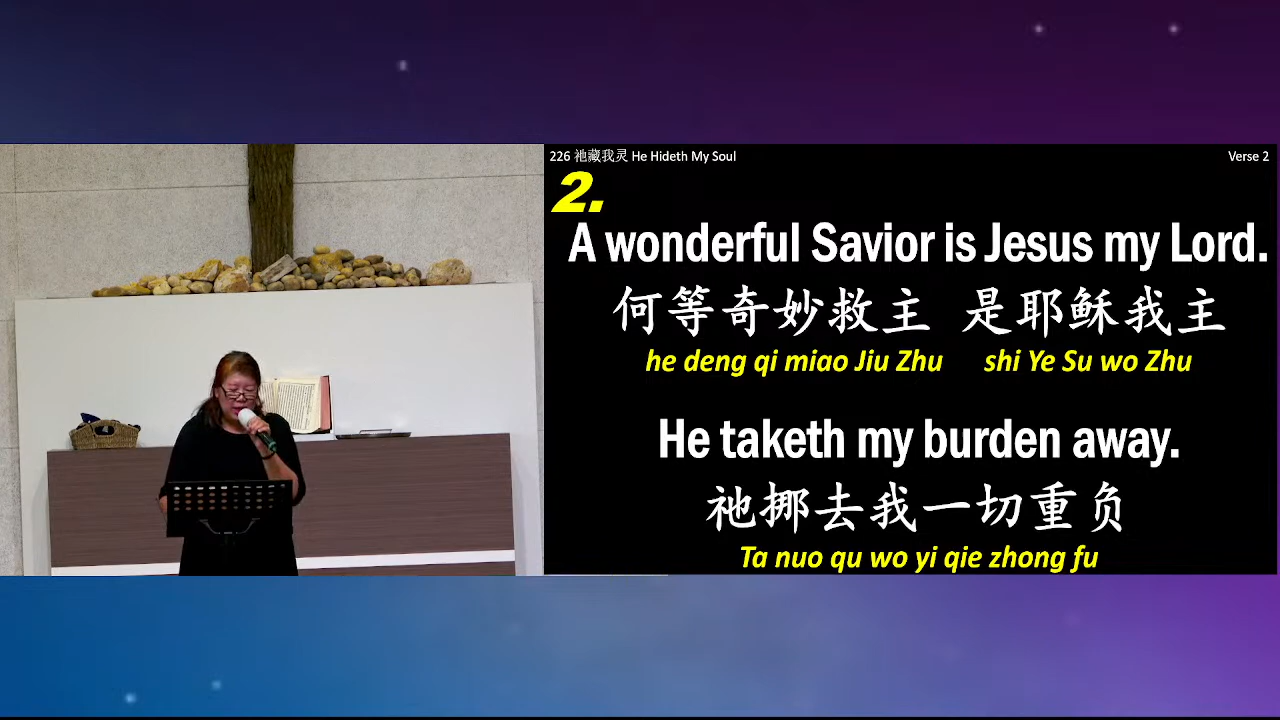 226 祂藏我灵 He Hideth My Soul
Verse 2
2.
A wonderful Savior is Jesus my Lord.
何等奇妙救主 是耶稣我主
he deng qi miao Jiu Zhu shi Ye Su wo Zhu
He taketh my burden away.
祂挪去我一切重负
Ta nuo qu wo yi qie zhong fu